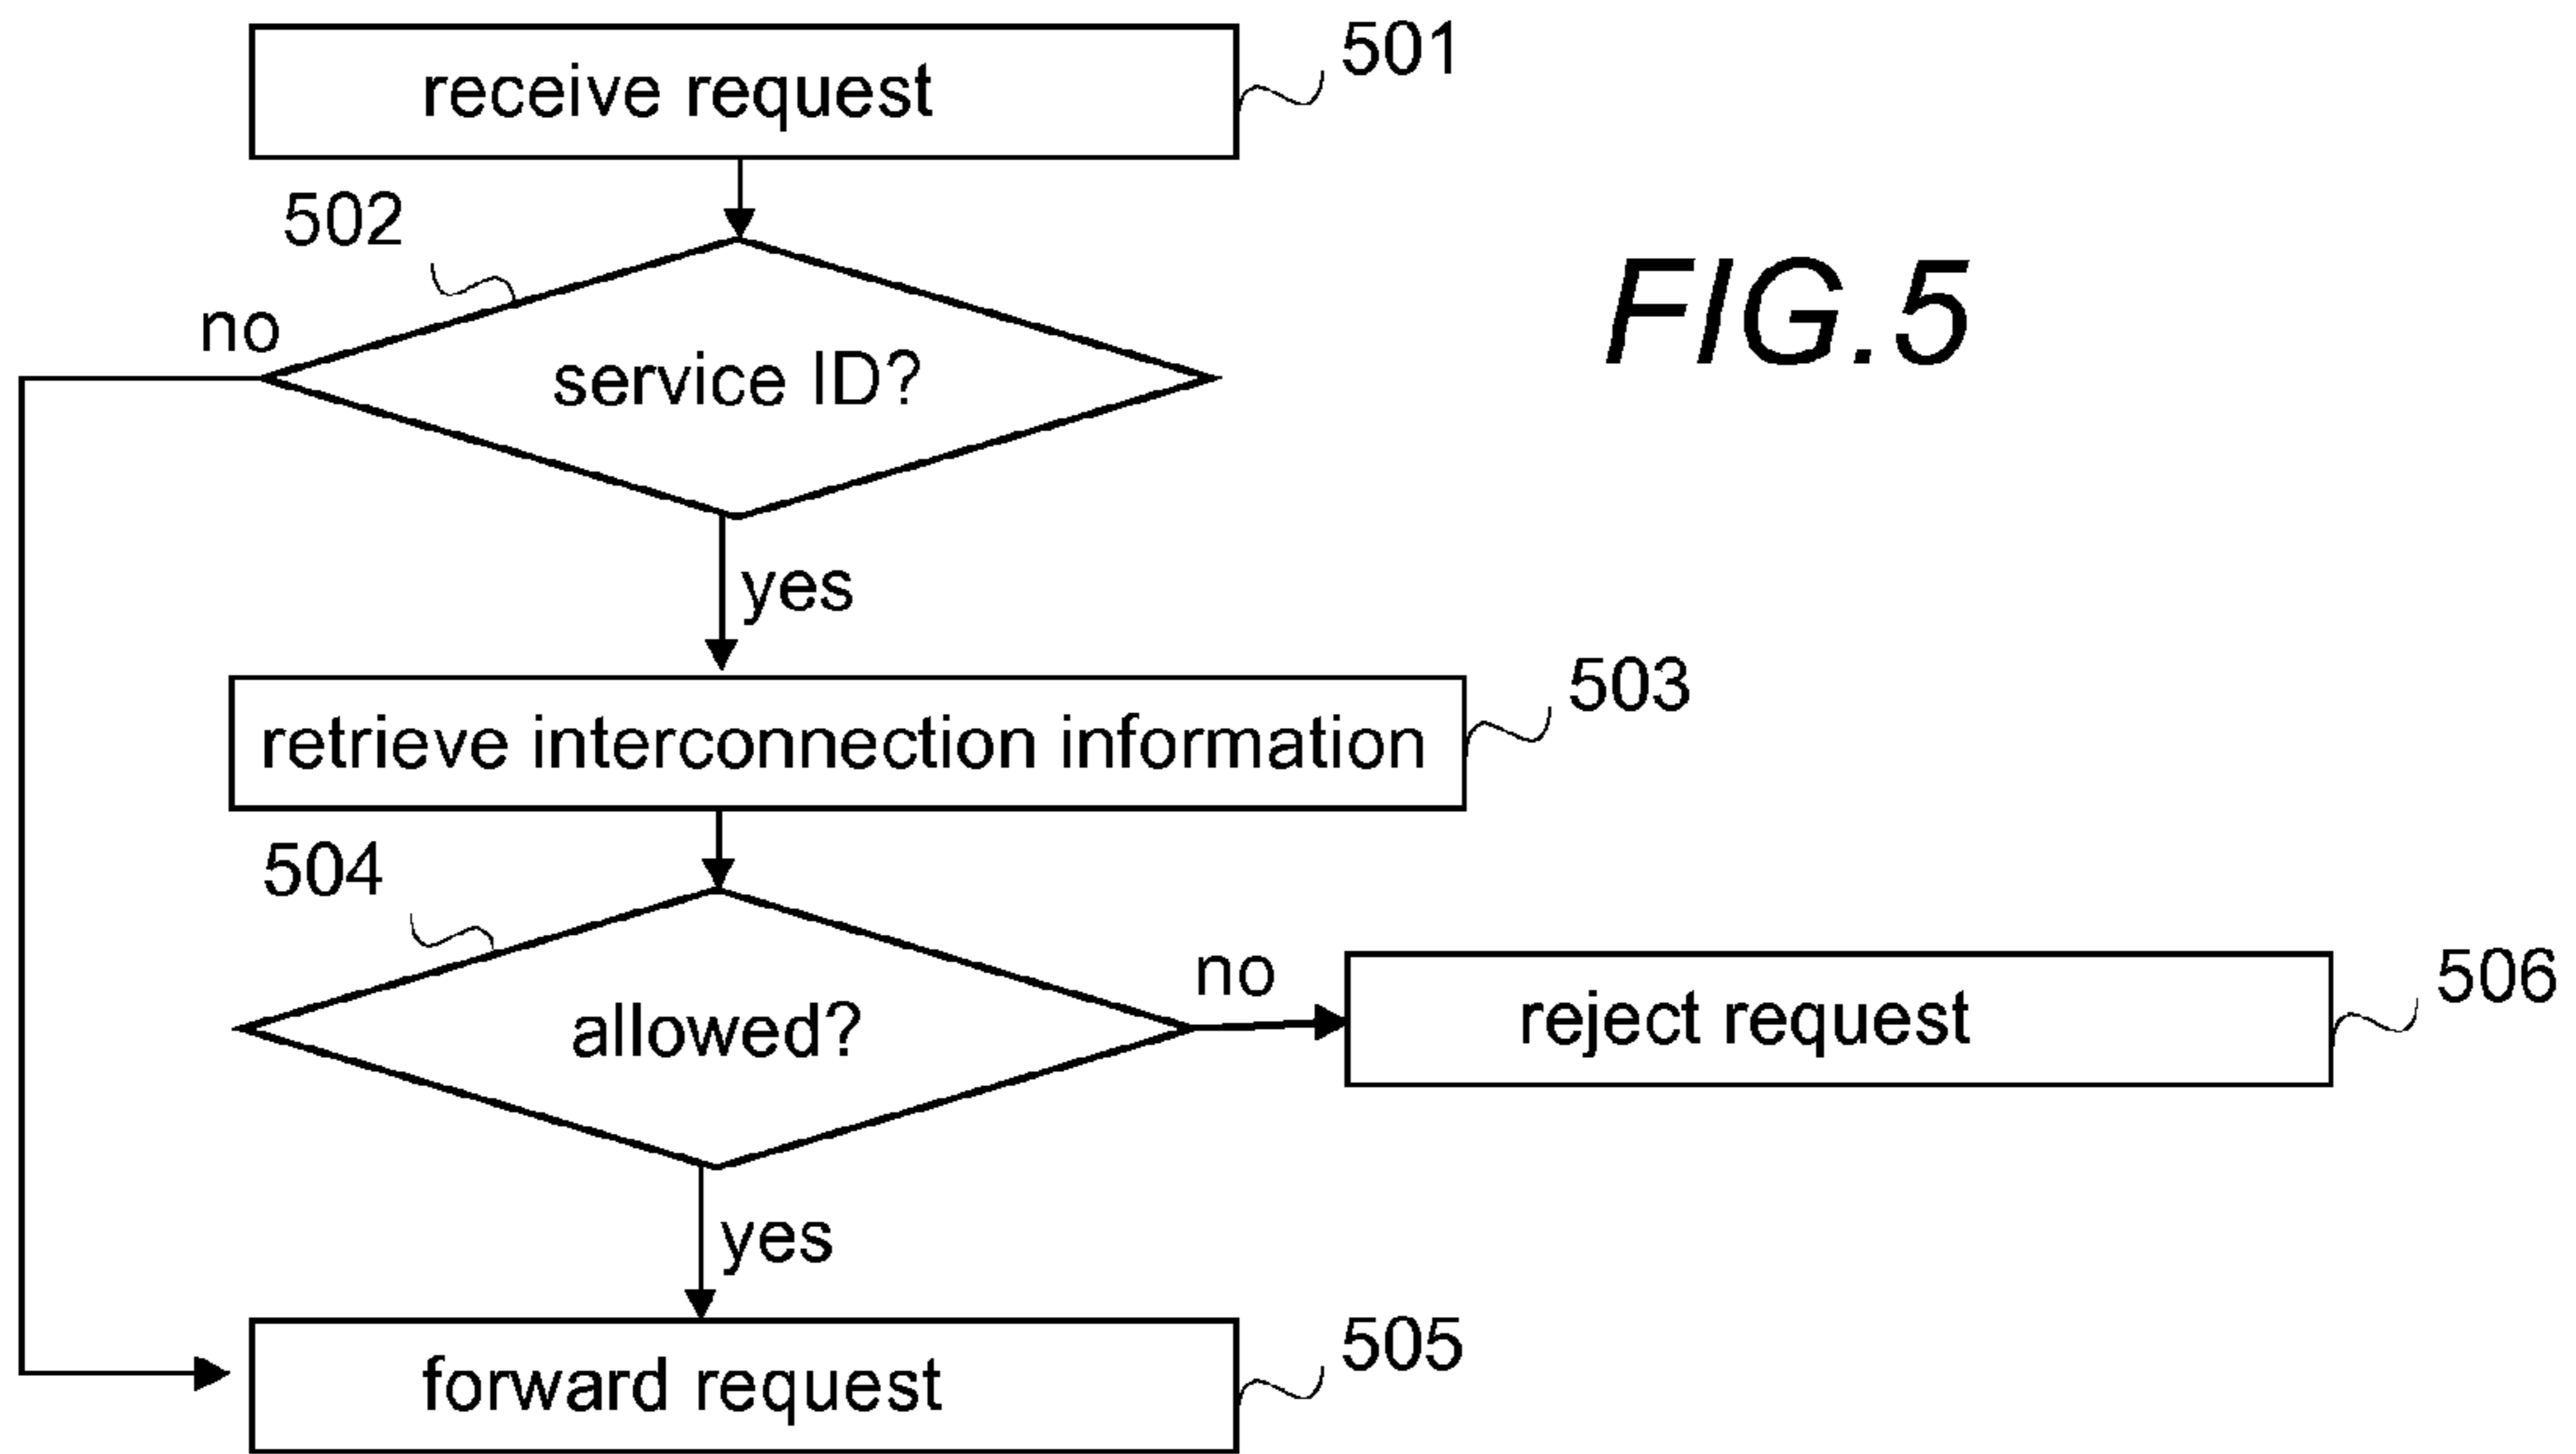 receive request
501
502
no
service ID?
FIG.5
yes
retrieve interconnection information
503
504
allowed?
no
reject request
506
yes
forward request
505